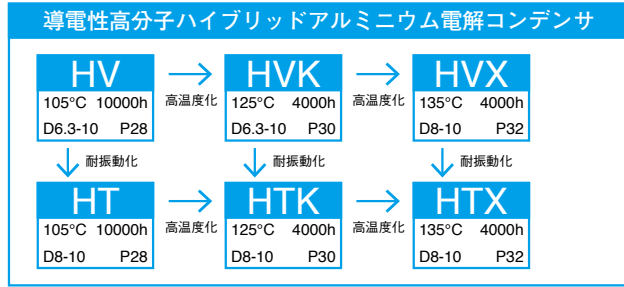 導電性高分子ハイブリッドアルミニウム電解コンデンサ
HV
105°C 10000h
D6.3-10 P28
高温度化
HVK
125°C 4000h
D6.3-10 P30
高温度化
HVX
135°C 4000h
D8-10 P32
耐振動化
耐振動化
耐振動化
HT
105°C 10000h
D8-10 P28
高温度化
HTK
125°C 4000h
D8-10 P30
高温度化
HTX
135°C 4000h
D8-10 P32